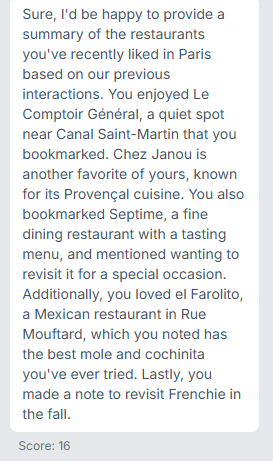 Sure, I'd be happy to provide a
summary of the restaurants
you've recently liked in Paris
based on our previous
interactions. You enjoyed Le
Comptoir Général, a quiet spot
near Canal Saint-Martin that you
bookmarked. Chez Janou is
another favorite of yours, known
for its Provençal cuisine. You also
bookmarked Septime, a fine
dining restaurant with a tasting
menu, and mentioned wanting to
revisit it for a special occasion.
Additionally, you loved el Farolito,
a Mexican restaurant in Rue
Mouftard, which you noted has
the best mole and cochinita
you've ever tried. Lastly, you
made a note to revisit Frenchie in
the fall.
Score: 16